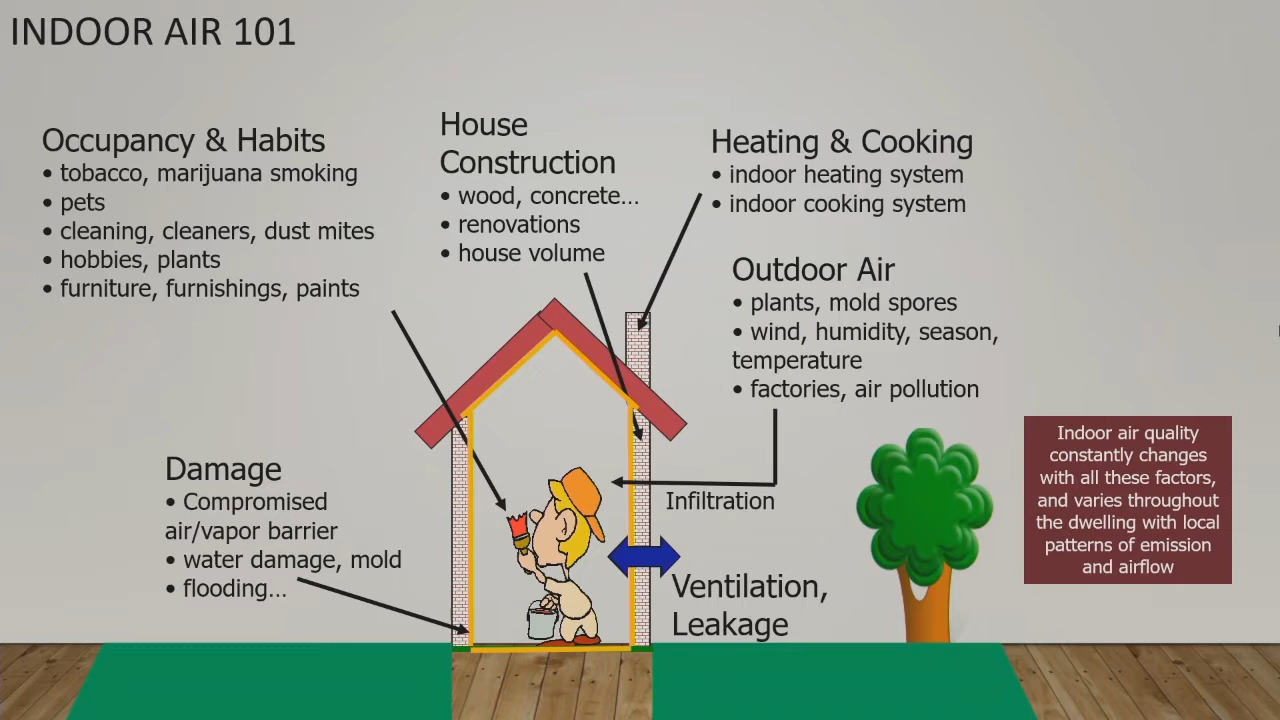 INDOOR AIR 101
Occupancy & Habits
• tobacco, marijuana smoking
• pets
• cleaning, cleaners, dust mites
• hobbies, plants
• furniture, furnishings, paints
House
Construction
• wood, concrete…
• renovations
• house volume
Heating & Cooking
• indoor heating system
• indoor cooking system
Outdoor Air
• plants, mold spores
• wind, humidity, season,
temperature
• factories, air pollution
Damage
• Compromised
air/vapor barrier
• water damage, mold
• flooding…
Infiltration
Ventilation,
Leakage
Indoor air quality
constantly changes
with all these factors,
and varies throughout
the dwelling with local
patterns of emission
and airflow